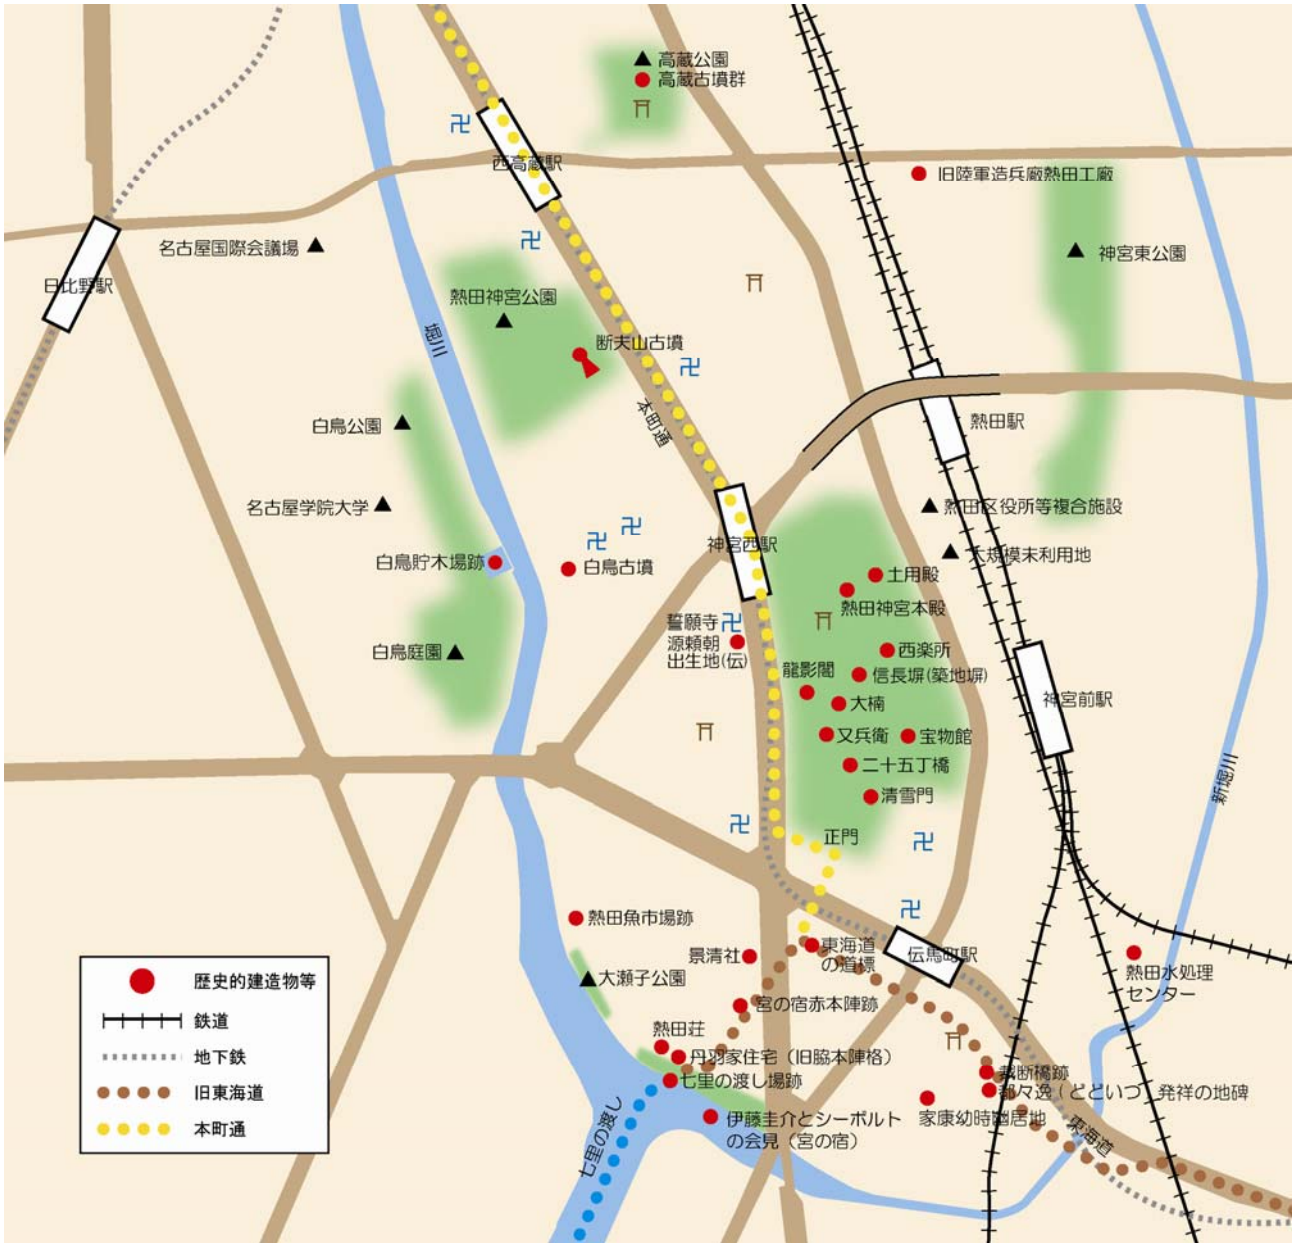 高蔵公園
高蔵古墳群
西高蔵駅
旧陸軍造兵廠熱田工廠
名古屋国際会議場
神宮東公園
日比野駅
熱田神宮公園
堀川
断夫山古墳
本町通
白鳥公園
熱田駅
名古屋学院大学
熱田区役所等複合施設
神宮西駅
大規模未利用地
白鳥貯木場跡
白鳥古墳
土用殿
熱田神宮本殿
誓願寺
源頼朝
出生地(伝)
白鳥庭園
西楽所
龍影閣
信長塀(築地塀)
大楠
神宮前駅
又兵衛
宝物館
二十五丁橋
新堀川
清雪門
正門
熱田魚市場跡
東海道
の道標
景清社
伝馬町駅
熱田水処理
センター
大瀬子公園
宮の宿赤本陣跡
熱田荘
丹羽家住宅（旧脇本陣格）
七里の渡し場跡
裁断橋跡
都々逸（どどいつ）発祥の地碑
家康幼時幽居地
伊藤圭介とシーボルト
の会見（宮の宿）
七里の渡し
東海道
歴史的建造物等
鉄道
地下鉄
旧東海道
本町通